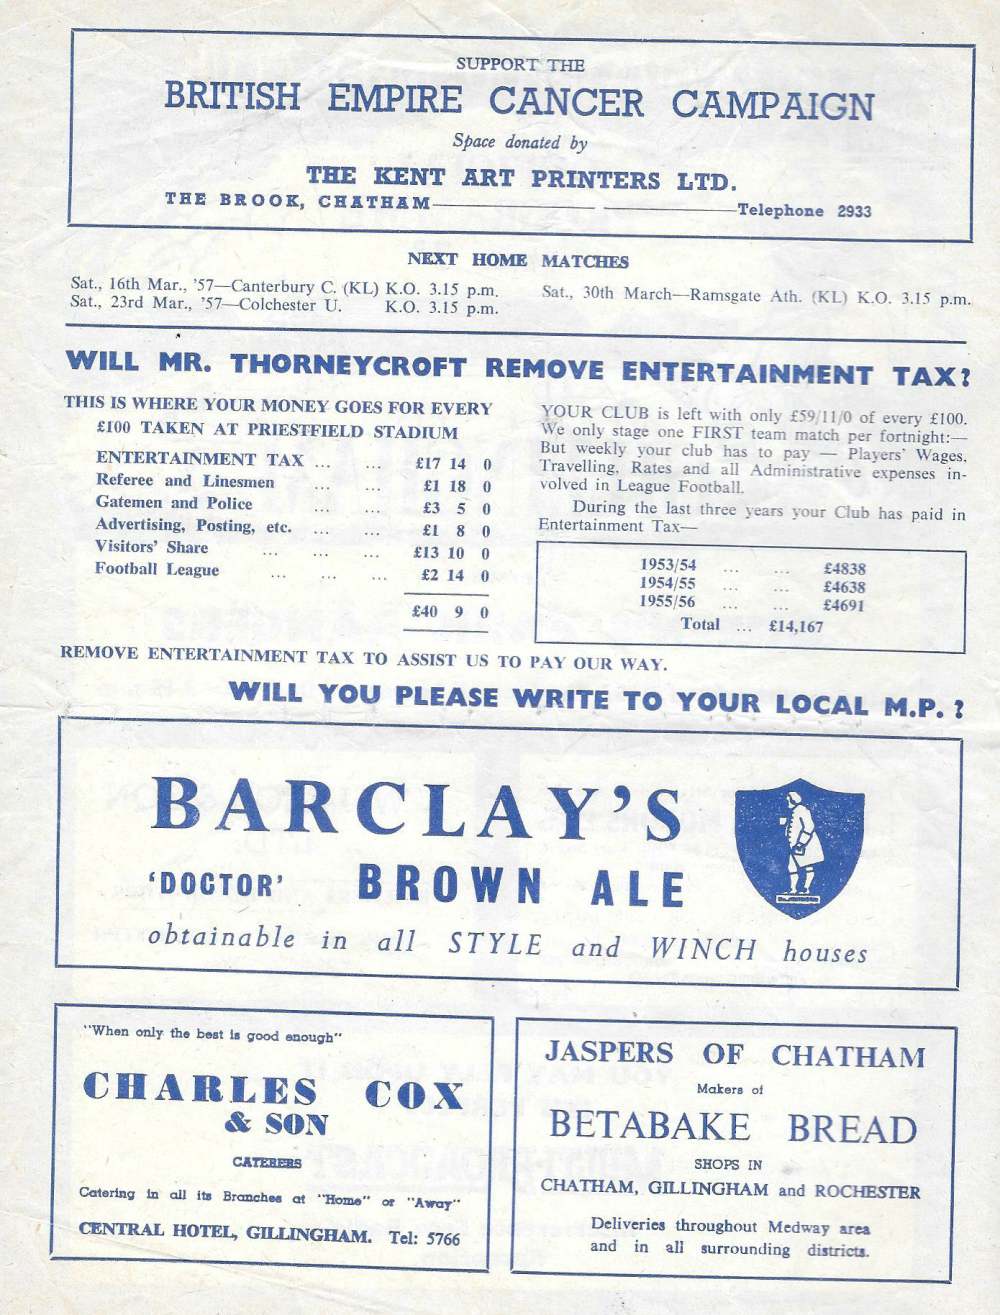 SUPPORT THE
BRITISH EMPIRE CANCER CAMPAIGN
Space donated by
THE KENT ART PRINTERS LTD.
THE BROOK, CHATHAM—Telephone 2933
NEXT HOME MATCHES
Sat., 16th Mar., '57—Canterbury C. (KL) K.O. 3.15 p.m.
Sat., 23rd Mar., '57—Colchester U. K.O. 3.15 p.m.
Sat., 30th March—Ramsgate Ath. (KL) K.O. 3.15 p.m.
WILL MR. THORNEYCROFT REMOVE ENTERTAINMENT TAX?
THIS IS WHERE YOUR MONEY GOES FOR EVERY
£100 TAKEN AT PRIESTFIELD STADIUM
ENTERTAINMENT TAX ... ... £17 14 0
Referee and Linesmen ... ... £1 18 0
Gatemen and Police ... ... £3 5 0
Advertising, Posting, etc. ... ... £1 8 0
Visitors' Share ... ... ... £13 10 0
Football League ... ... ... £2 14 0
£40 9 0
YOUR CLUB is left with only £59/11/0 of every £100.
We only stage one FIRST team match per fortnight:—
But weekly your club has to pay — Players' Wages,
Travelling, Rates and all Administrative expenses in-
volved in League Football.
During the last three years your Club has paid in
Entertainment Tax—
1953/54 ... ... £4838
1954/55 ... ... £4638
1955/56 ... ... £4691
Total ... £14,167
REMOVE ENTERTAINMENT TAX TO ASSIST US TO PAY OUR WAY.
WILL YOU PLEASE WRITE TO YOUR LOCAL M.P. ?
BARCLAY'S
'DOCTOR' BROWN ALE
obtainable in all STYLE and WINCH houses
"When only the best is good enough"
CHARLES COX
& SON
CATERERS
Catering in all its Branches at "Home" or "Away"
CENTRAL HOTEL, GILLINGHAM. Tel: 5766
JASPERS OF CHATHAM
Makers of
BETABAKE BREAD
SHOPS IN
CHATHAM, GILLINGHAM and ROCHESTER
Deliveries throughout Medway area
and in all surrounding districts.